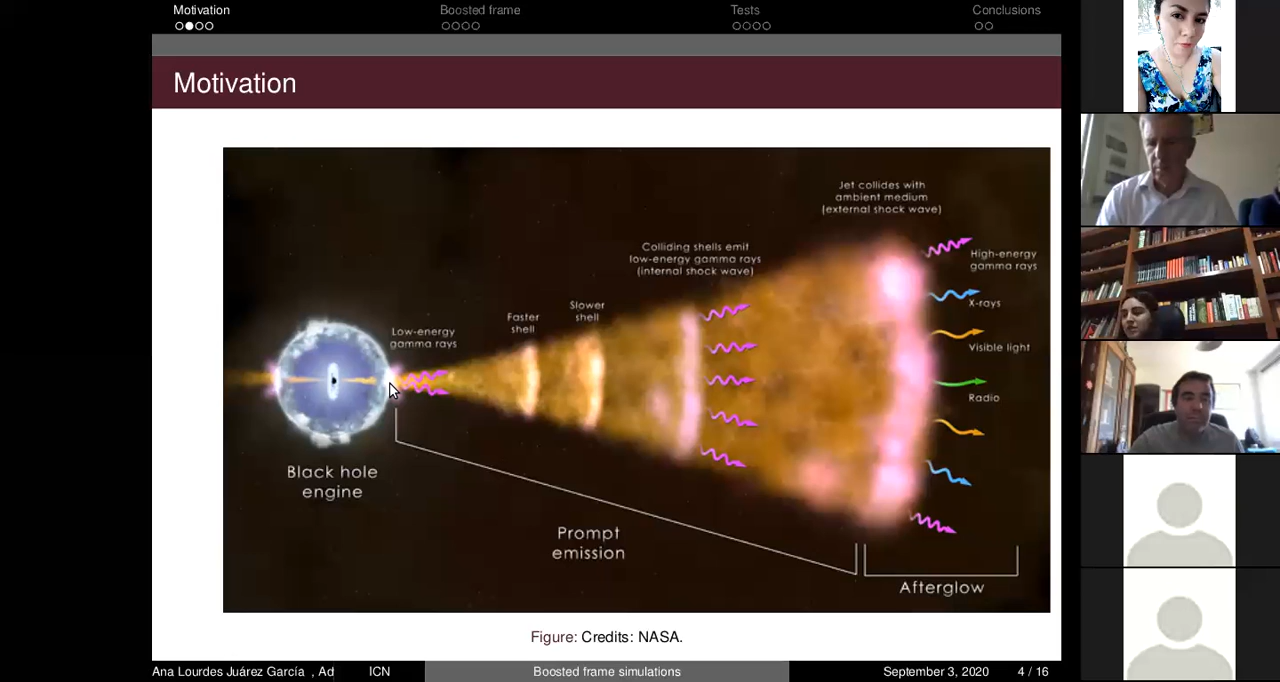 Motivation
Boosted frame
Tests
Conclusions
Motivation
Jet collides with
ambient medium
(external shock wave)
Colliding shells emit
low-energy gamma rays
(internal shock wave)
High-energy
gamma rays
X-rays
Slower
shell
Faster
shell
Low-energy
gamma rays
Visible light
Radio
Black hole
engine
Prompt
emission
Afterglow
Figure: Credits: NASA.
Ana Lourdes Juárez García , Ad
ICN
Boosted frame simulations
September 3, 2020
4 / 16